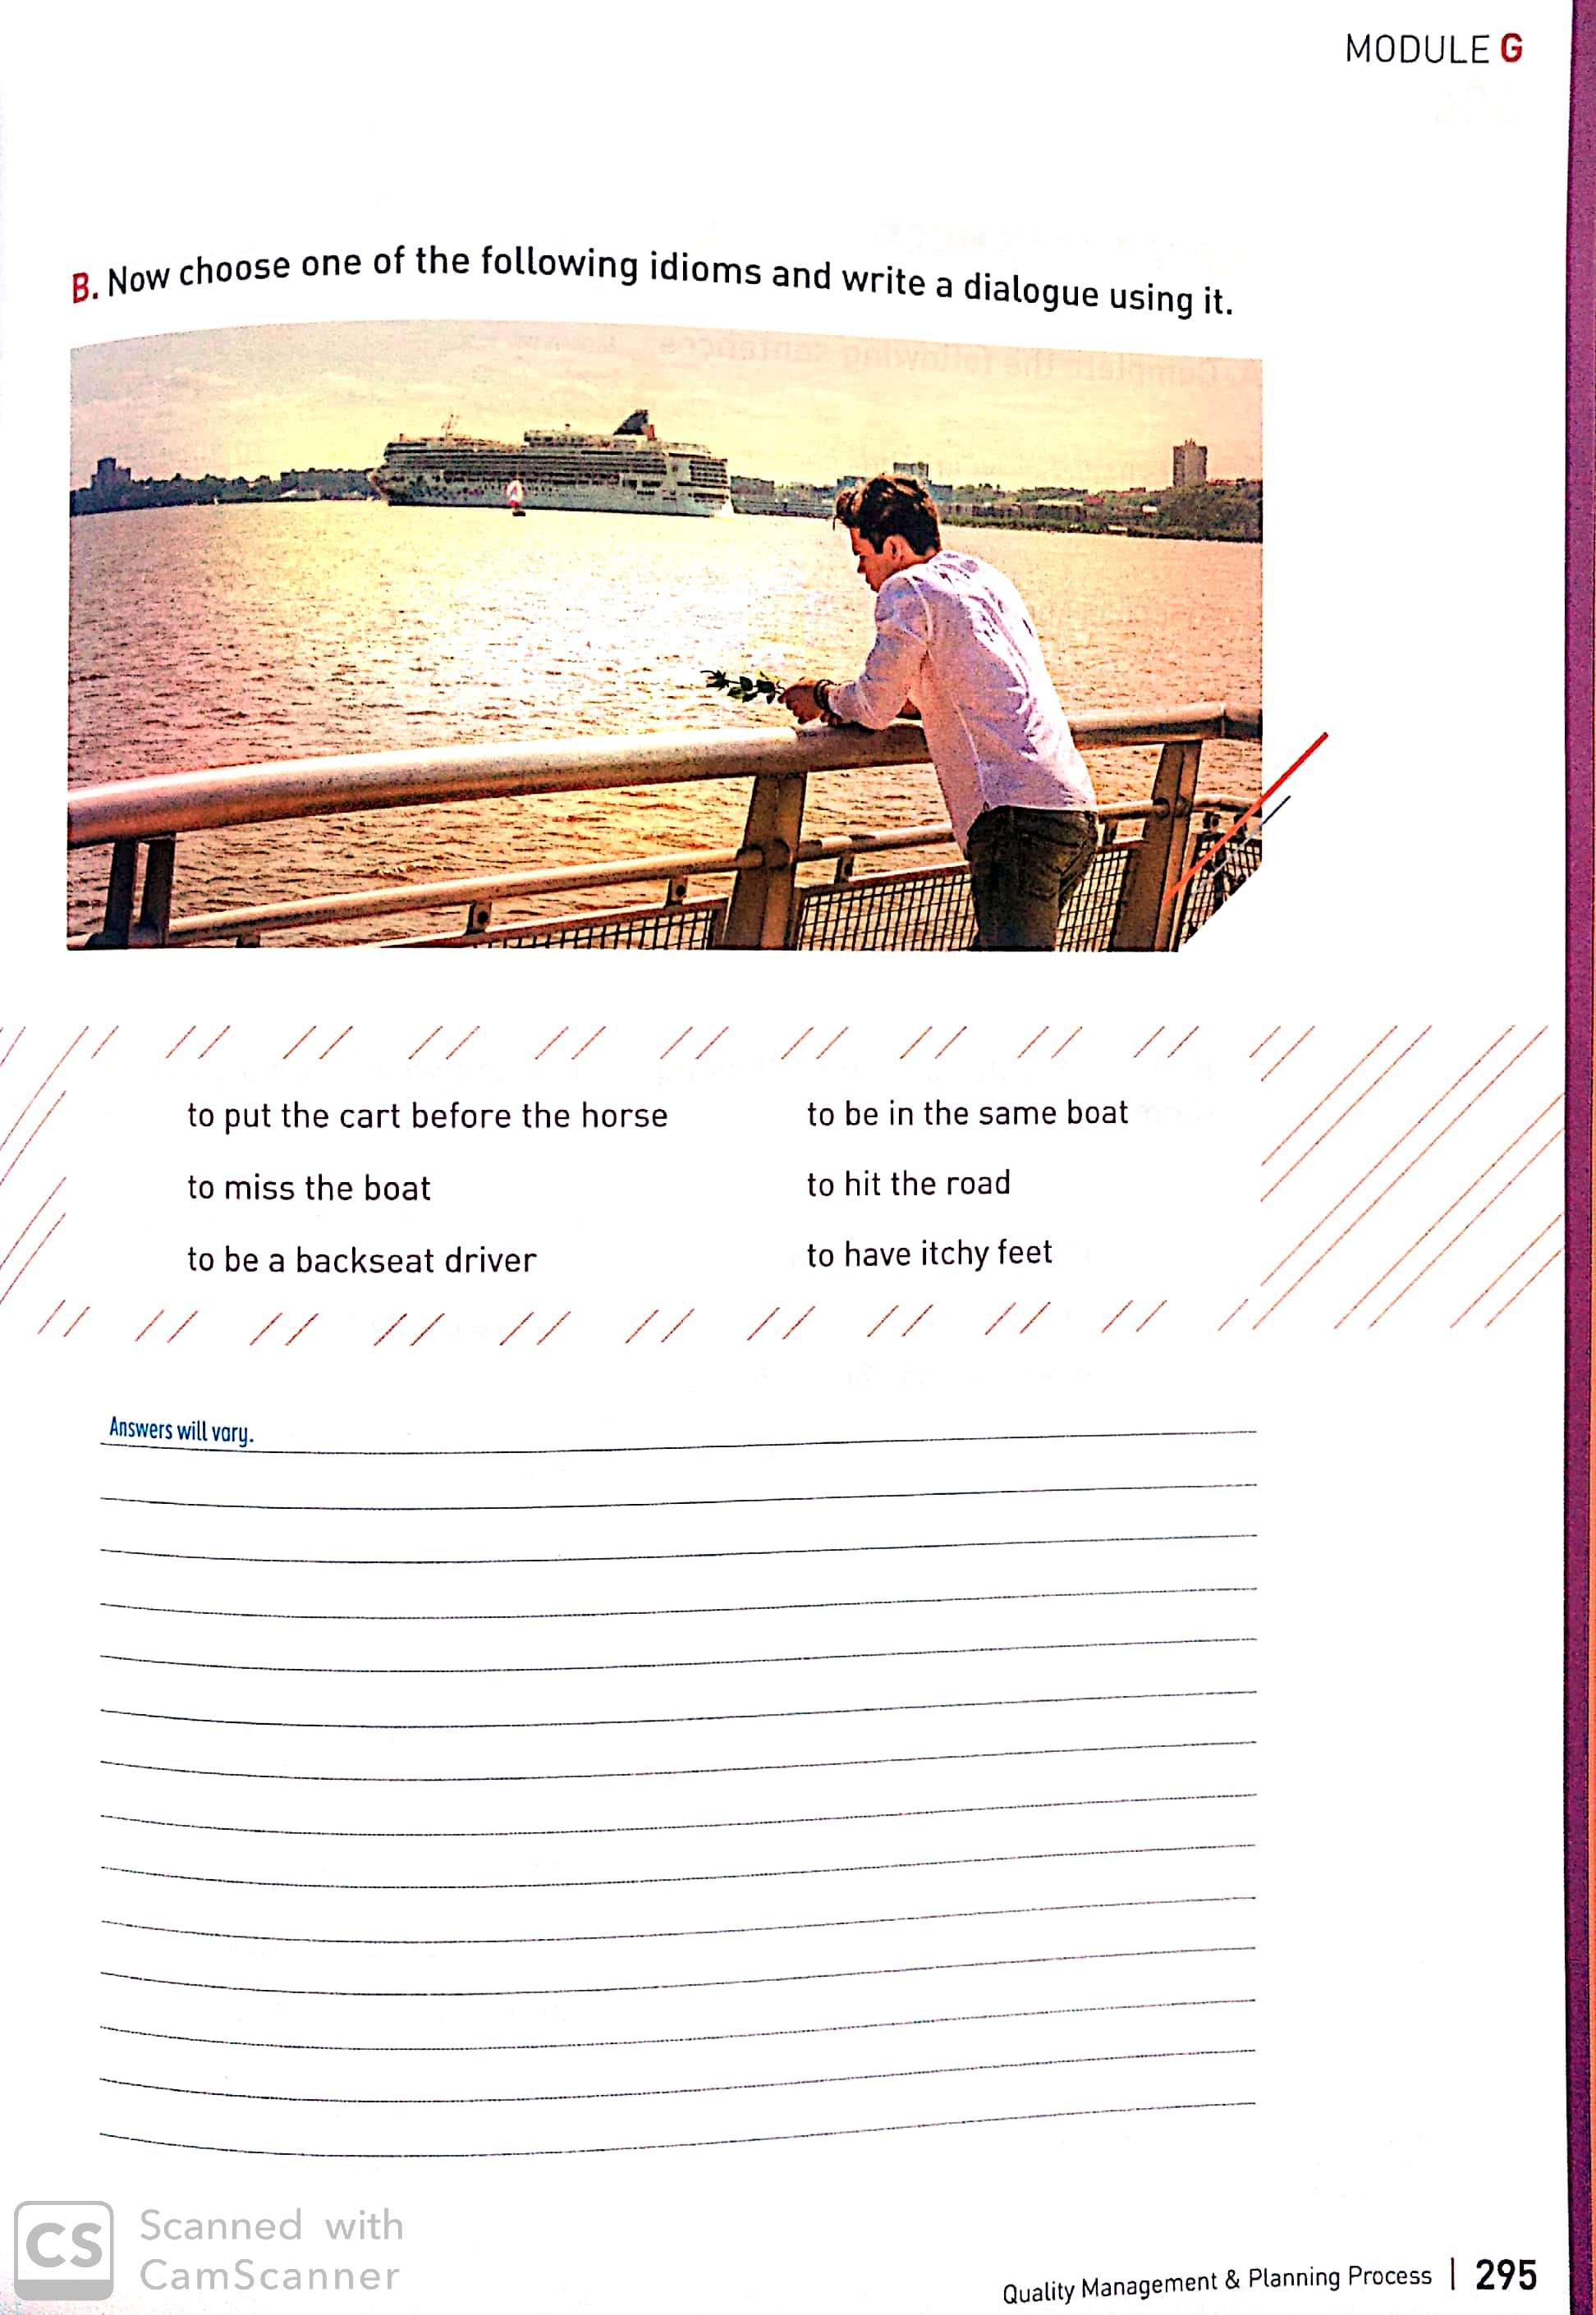 MODULE G
B. Now choose one of the following idioms and write a dialogue using it.
to put the cart before the horse
to miss the boat
to be a backseat driver
to be in the same boat
to hit the road
to have itchy feet
Answers will vary.
CS
Scanned with
CamScanner
Quality Management & Planning Process | 295